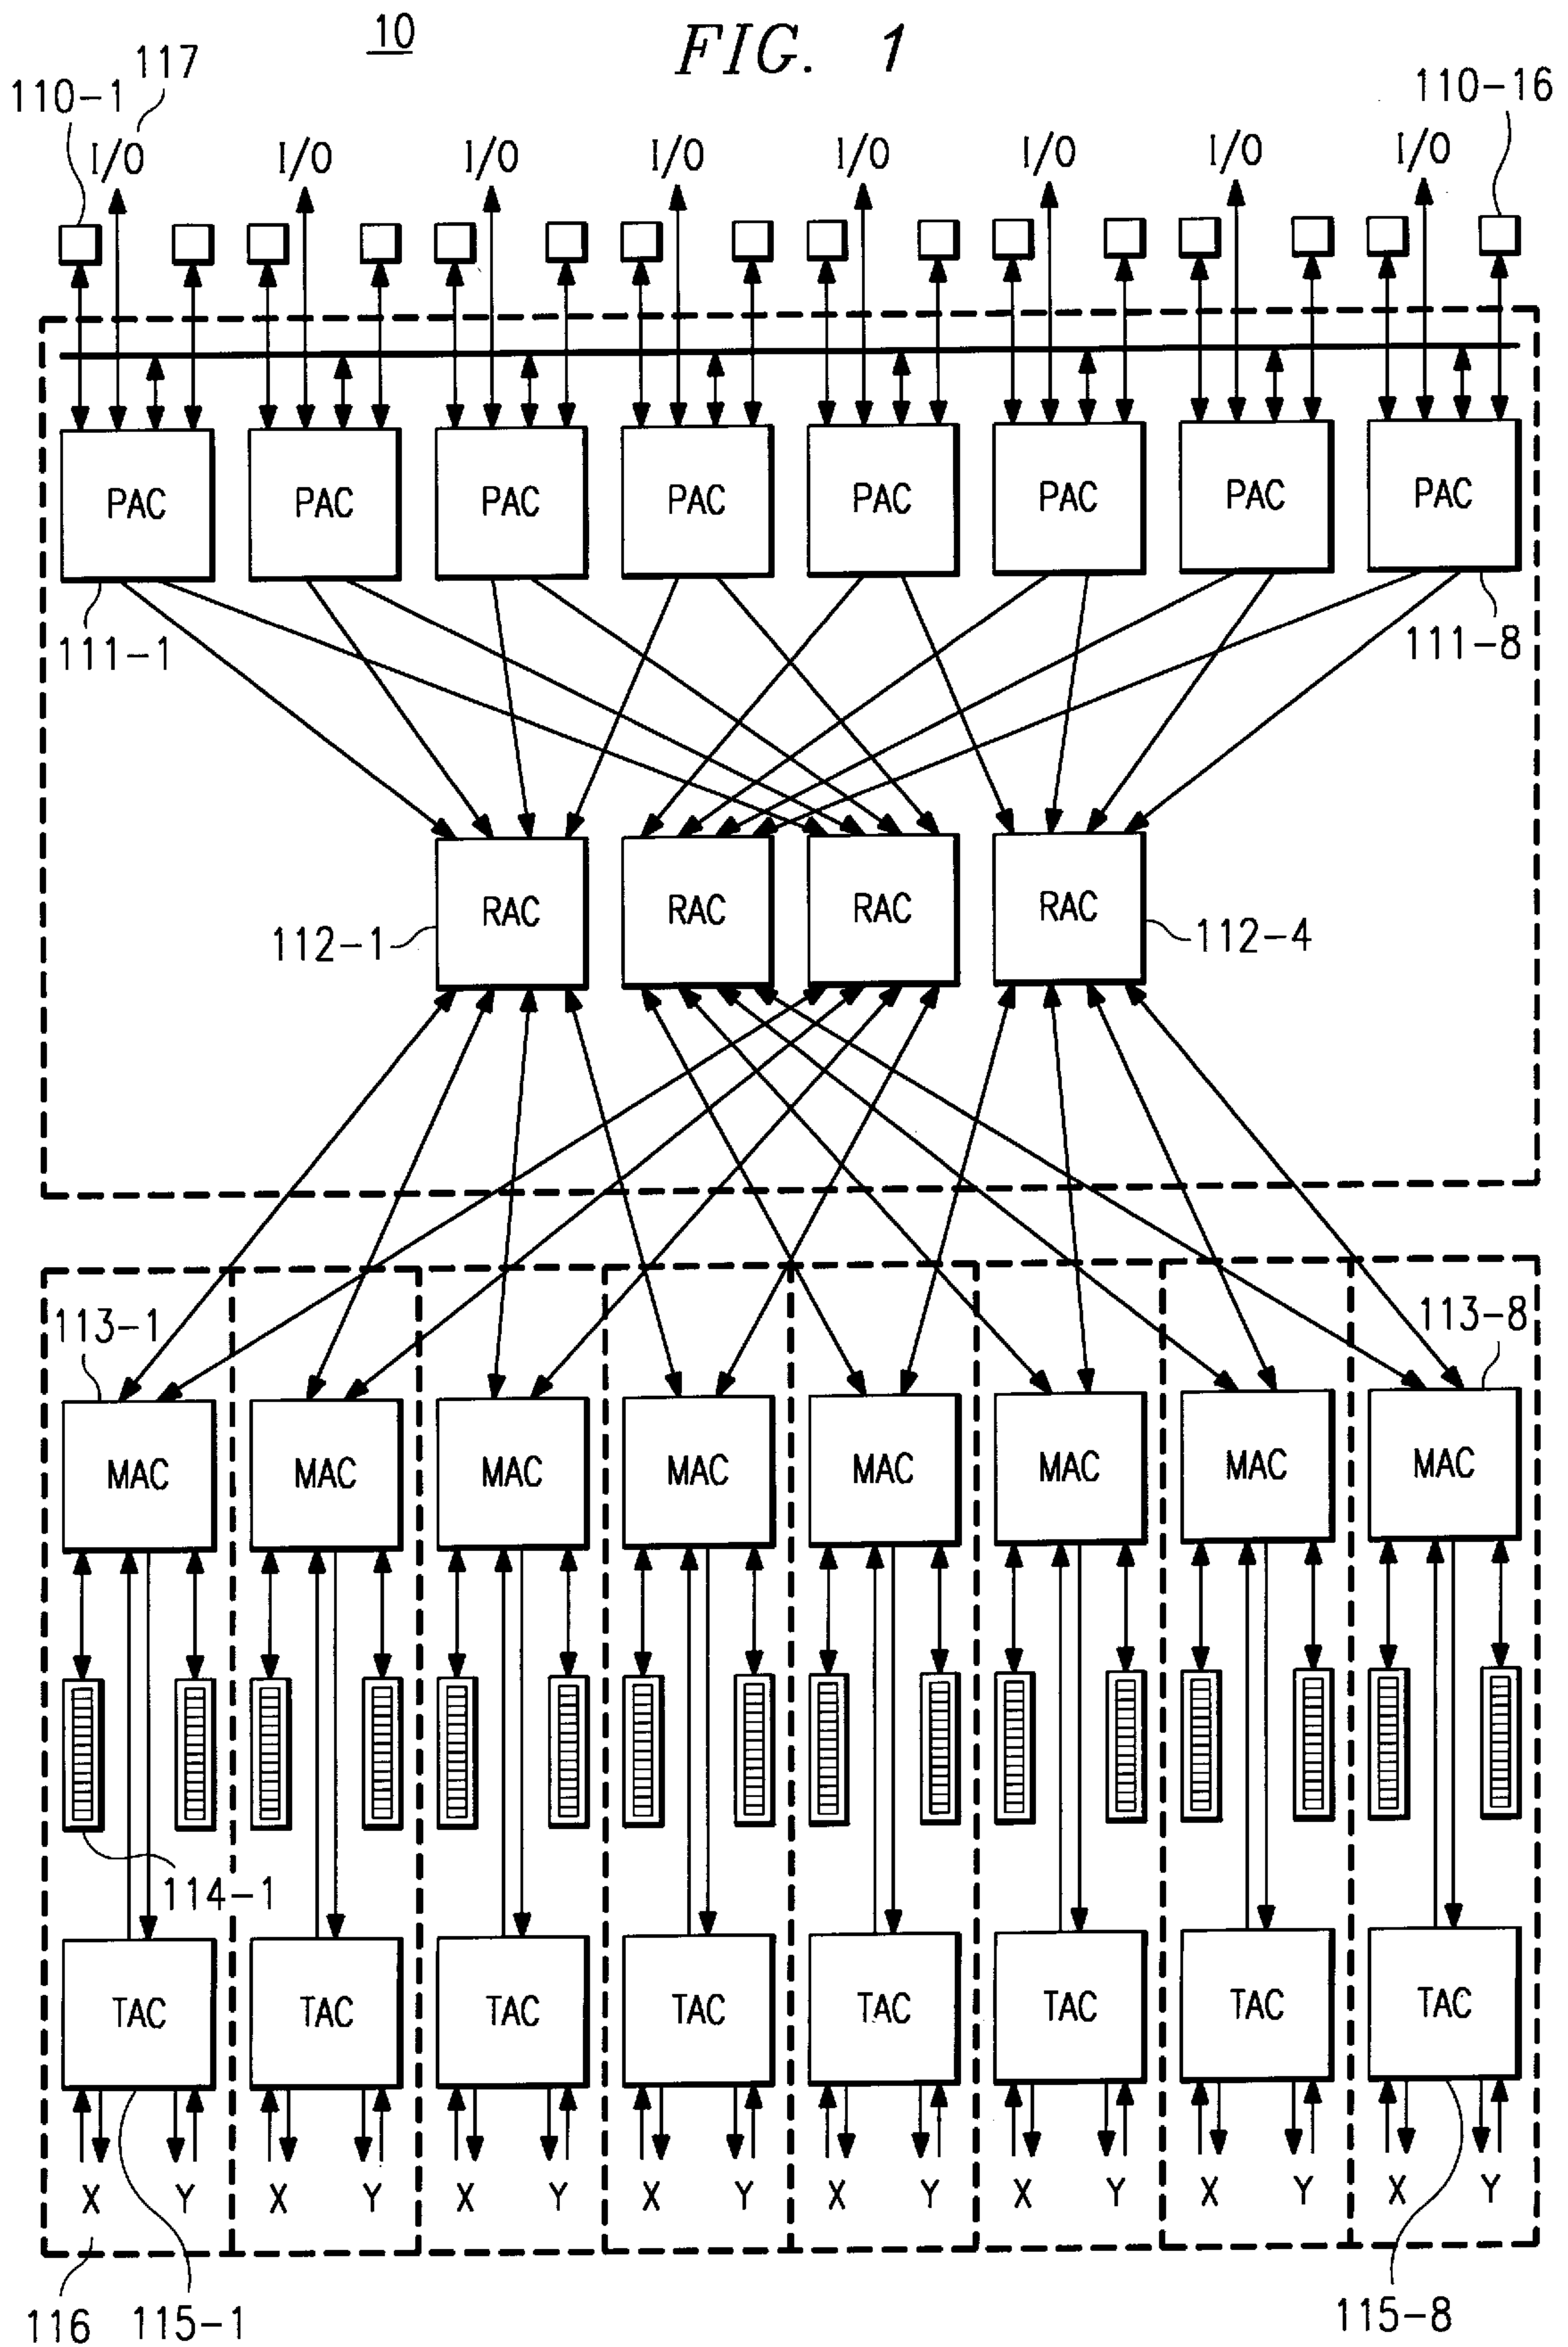 10 FIG. 1
117
110-1 110-16
I/O I/O I/O I/O I/O I/O I/O I/O
PAC PAC PAC PAC PAC PAC PAC PAC
111-1 111-8
RAC RAC RAC RAC
112-1 112-4
113-1 113-8
MAC MAC MAC MAC MAC MAC MAC MAC
114-1
TAC TAC TAC TAC TAC TAC TAC TAC
X Y X Y X Y X Y X Y X Y X Y X Y
116 115-1 115-8